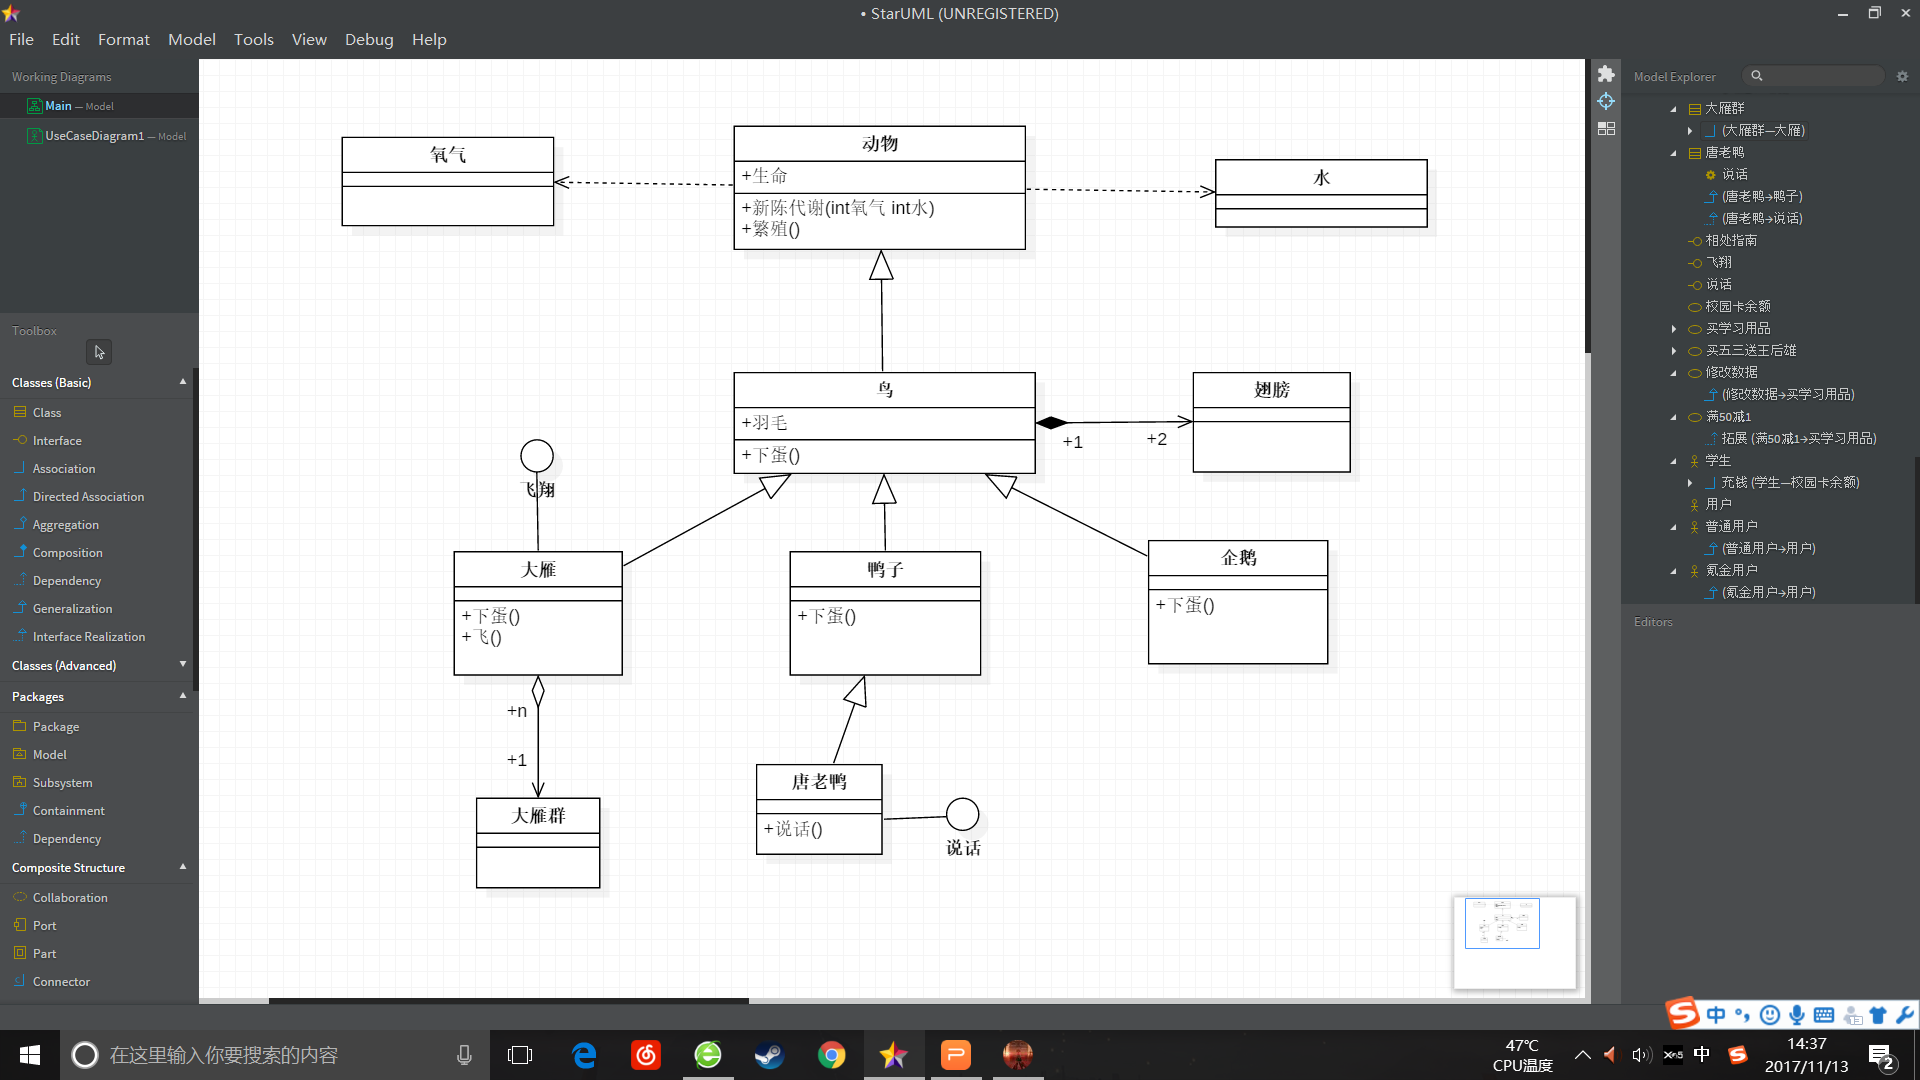 • StarUML (UNREGISTERED)
File Edit Format Model Tools View Debug Help
Working Diagrams
Main — Model
UseCaseDiagram1 — Model
Toolbox
Classes (Basic)
Class
Interface
Association
Directed Association
Aggregation
Composition
Dependency
Generalization
Interface Realization
Classes (Advanced)
Packages
Package
Model
Subsystem
Containment
Dependency
Composite Structure
Collaboration
Port
Part
Connector
氧气
动物
+生命
+新陈代谢(int氧气 int水)
+繁殖()
水
鸟
+羽毛
+下蛋()
+1
+2
翅膀
飞翔
大雁
+下蛋()
+飞()
鸭子
+下蛋()
企鹅
+下蛋()
+n
+1
大雁群
唐老鸭
+说话()
说话
Model Explorer
大雁群
(大雁群—大雁)
唐老鸭
说话
(唐老鸭→鸭子)
(唐老鸭→说话)
相处指南
飞翔
说话
校园卡余额
买学习用品
买五三送王后雄
修改数据
(修改数据→买学习用品)
满50减1
拓展 (满50减1→买学习用品)
学生
充钱 (学生—校园卡余额)
用户
普通用户
(普通用户→用户)
氪金用户
(氪金用户→用户)
Editors
中
在这里输入你要搜索的内容
47℃
CPU温度
中
14:37
2017/11/13
2